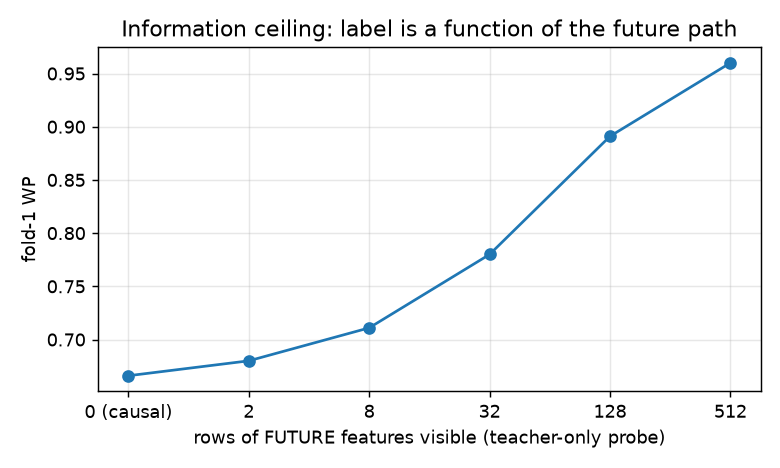 Information ceiling: label is a function of the future path
0.95
0.90
0.85
0.80
0.75
0.70
fold-1 WP
0 (causal) 2 8 32 128 512
rows of FUTURE features visible (teacher-only probe)